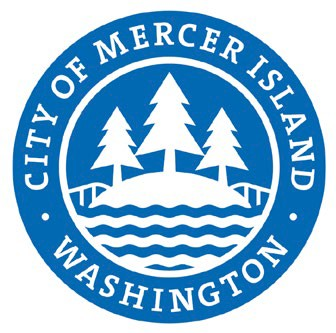 CITY OF MERCER ISLAND
• WASHINGTON •